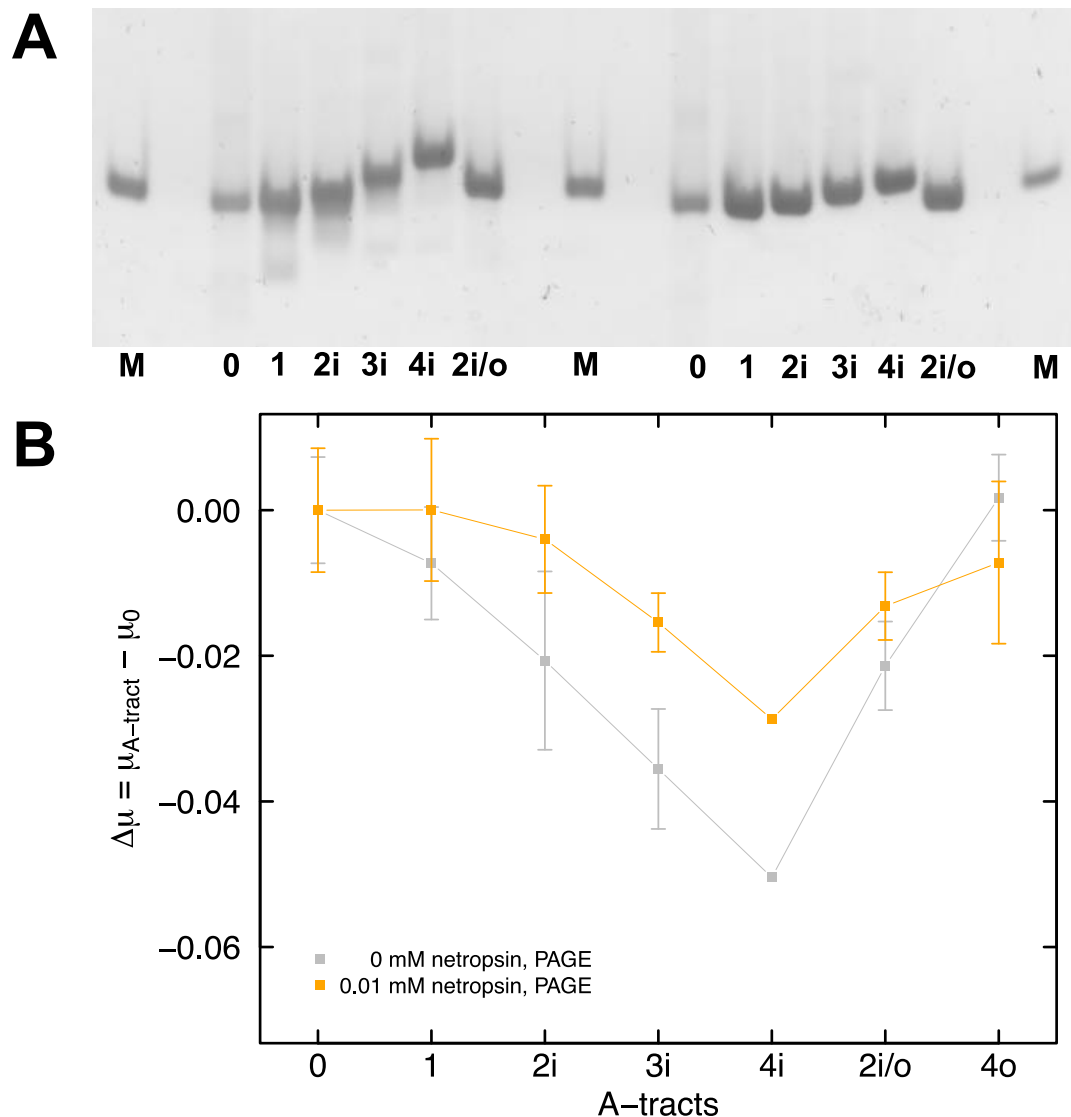 A
M 0 1 2i 3i 4i 2i/o M 0 1 2i 3i 4i 2i/o M
B
Δμ = μA−tract − μ0
0.00
−0.02
−0.04
−0.06
0 mM netropsin, PAGE
0.01 mM netropsin, PAGE
0 1 2i 3i 4i 2i/o 4o
A−tracts